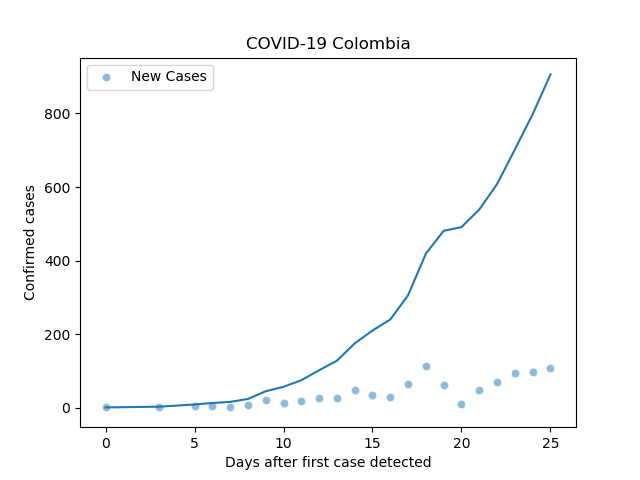 COVID-19 Colombia
New Cases
Confirmed cases
800
600
400
200
0
0 5 10 15 20 25
Days after first case detected